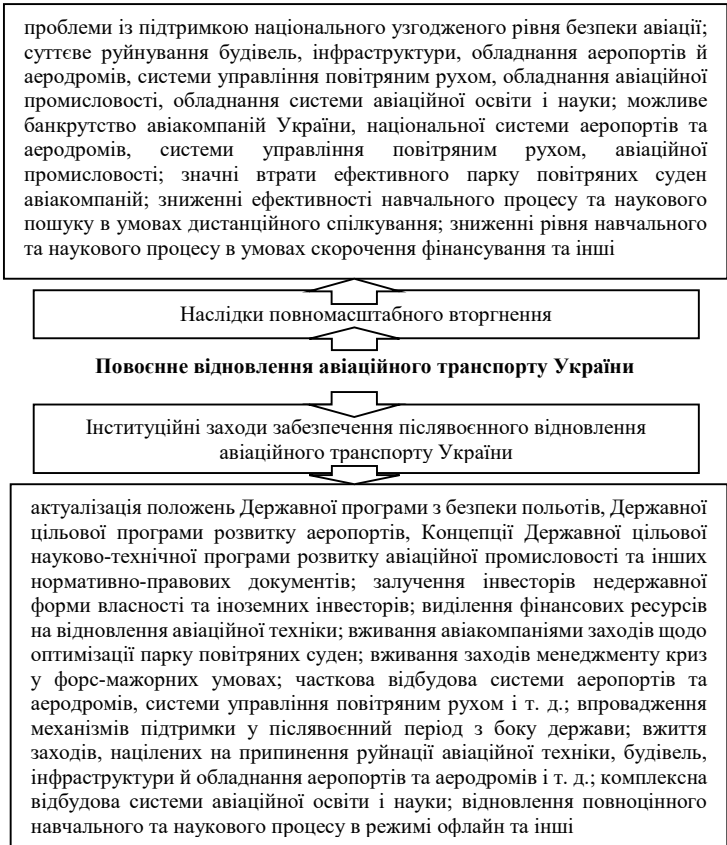 проблеми із підтримкою національного узгодженого рівня безпеки авіації;
суттєве руйнування будівель, інфраструктури, обладнання аеропортів й
аеродромів, системи управління повітряним рухом, обладнання авіаційної
промисловості, обладнання системи авіаційної освіти і науки; можливе
банкрутство авіакомпаній України, національної системи аеропортів та
аеродромів, системи управління повітряним рухом, авіаційної
промисловості; значні втрати ефективного парку повітряних суден
авіакомпаній; зниженні ефективності навчального процесу та наукового
пошуку в умовах дистанційного спілкування; зниженні рівня навчального
та наукового процесу в умовах скорочення фінансування та інші
Наслідки повномасштабного вторгнення
Повоєнне відновлення авіаційного транспорту України
Інституційні заходи забезпечення післявоєнного відновлення
авіаційного транспорту України
актуалізація положень Державної програми з безпеки польотів, Державної
цільової програми розвитку аеропортів, Концепції Державної цільової
науково-технічної програми розвитку авіаційної промисловості та інших
нормативно-правових документів; залучення інвесторів недержавної
форми власності та іноземних інвесторів; виділення фінансових ресурсів
на відновлення авіаційної техніки; вживання авіакомпаніями заходів щодо
оптимізації парку повітряних суден; вживання заходів менеджменту криз
у форс-мажорних умовах; часткова відбудова системи аеропортів та
аеродромів, системи управління повітряним рухом і т. д.; впровадження
механізмів підтримки у післявоєнний період з боку держави; вжиття
заходів, націлених на припинення руйнації авіаційної техніки, будівель,
інфраструктури й обладнання аеропортів та аеродромів і т. д.; комплексна
відбудова системи авіаційної освіти і науки; відновлення повноцінного
навчального та наукового процесу в режимі офлайн та інші